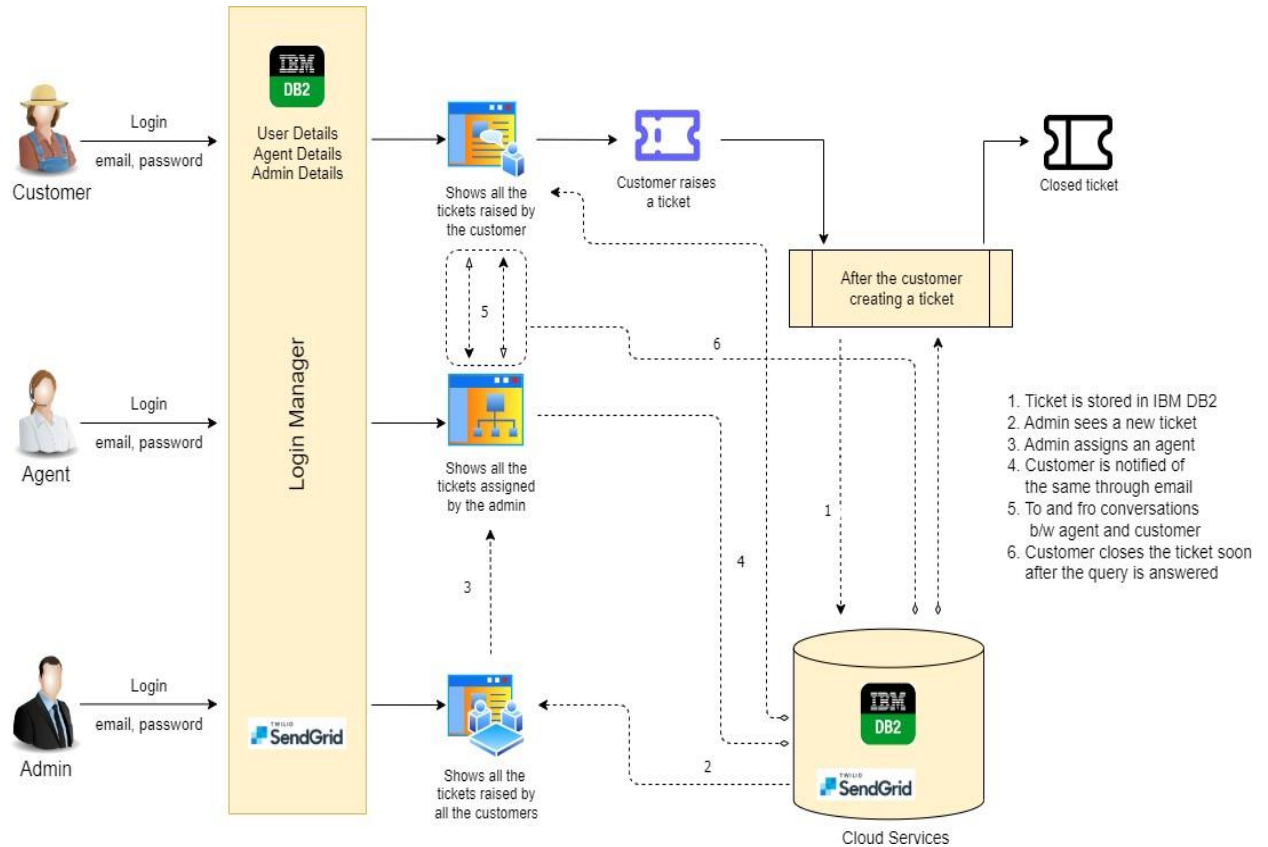 IBM
DB2
User Details
Agent Details
Admin Details
Login Manager
TWILIO
SendGrid
Login
email, password
Customer
Login
email, password
Agent
Login
email, password
Admin
Shows all the
tickets raised by
the customer
Customer raises
a ticket
Closed ticket
After the customer
creating a ticket
5
6
Shows all the
tickets assigned
by the admin
1
4
3
2
Shows all the
tickets raised by
all the customers
1. Ticket is stored in IBM DB2
2. Admin sees a new ticket
3. Admin assigns an agent
4. Customer is notified of
the same through email
5. To and fro conversations
b/w agent and customer
6. Customer closes the ticket soon
after the query is answered
IBM
DB2
TWILIO
SendGrid
Cloud Services